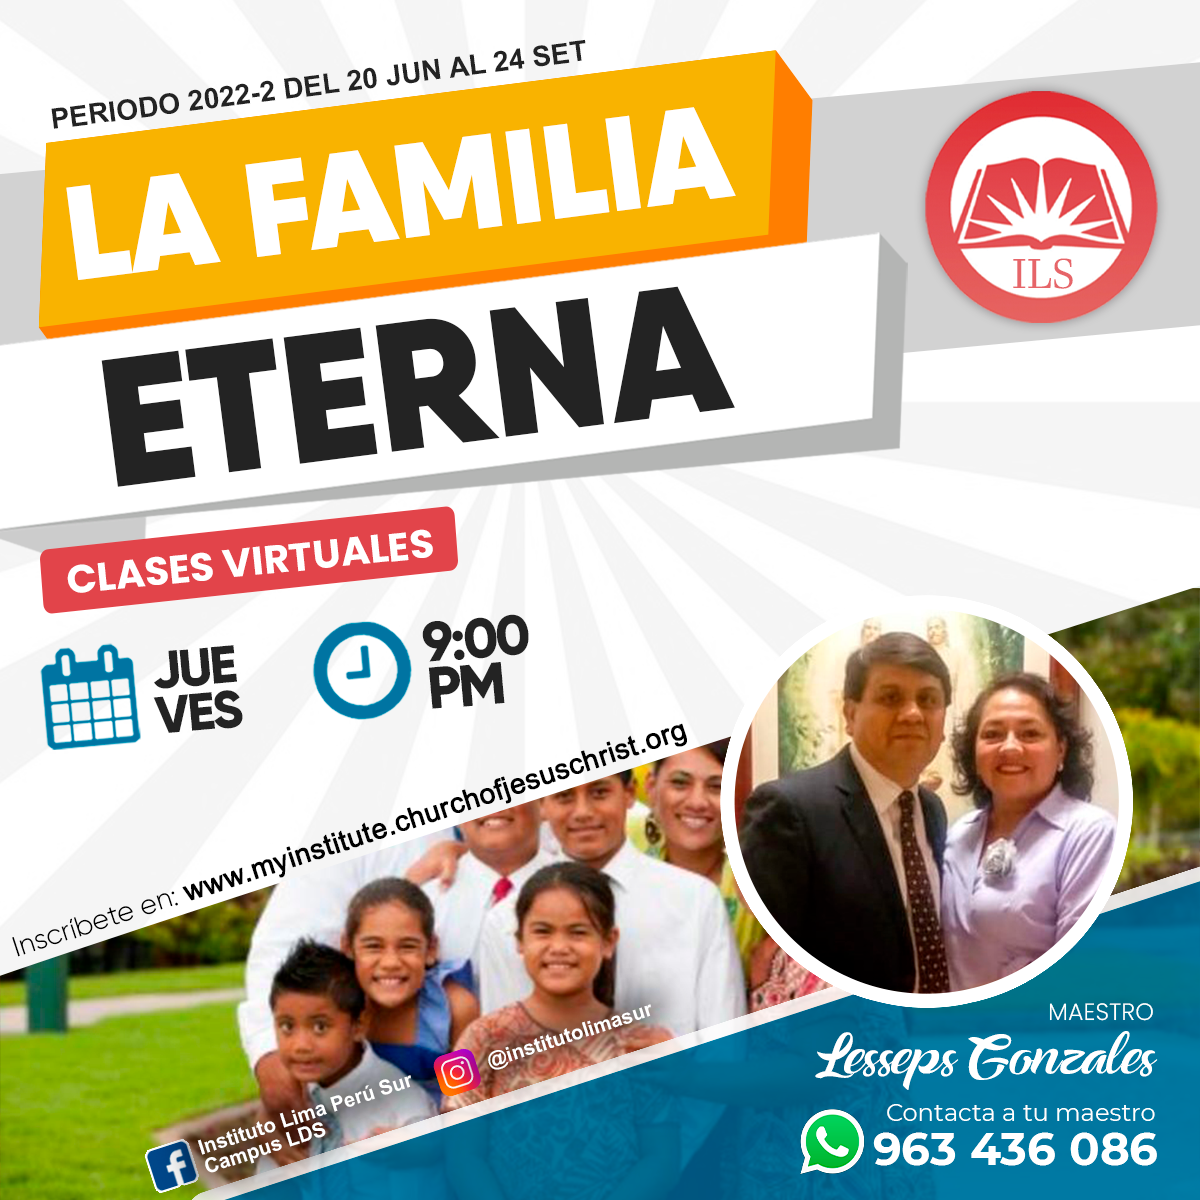 PERIODO 2022-2 DEL 20 JUN AL 24 SET
LA FAMILIA
ETERNA
ILS
CLASES VIRTUALES
JUE
VES
9:00
PM
Inscríbete en: www.myinstitute.churchofjesuschrist.org
MAESTRO
Lesseps Gonzales
Contacta a tu maestro
963 436 086
@institutolimasur
Instituto Lima Perú Sur
Campus LDS